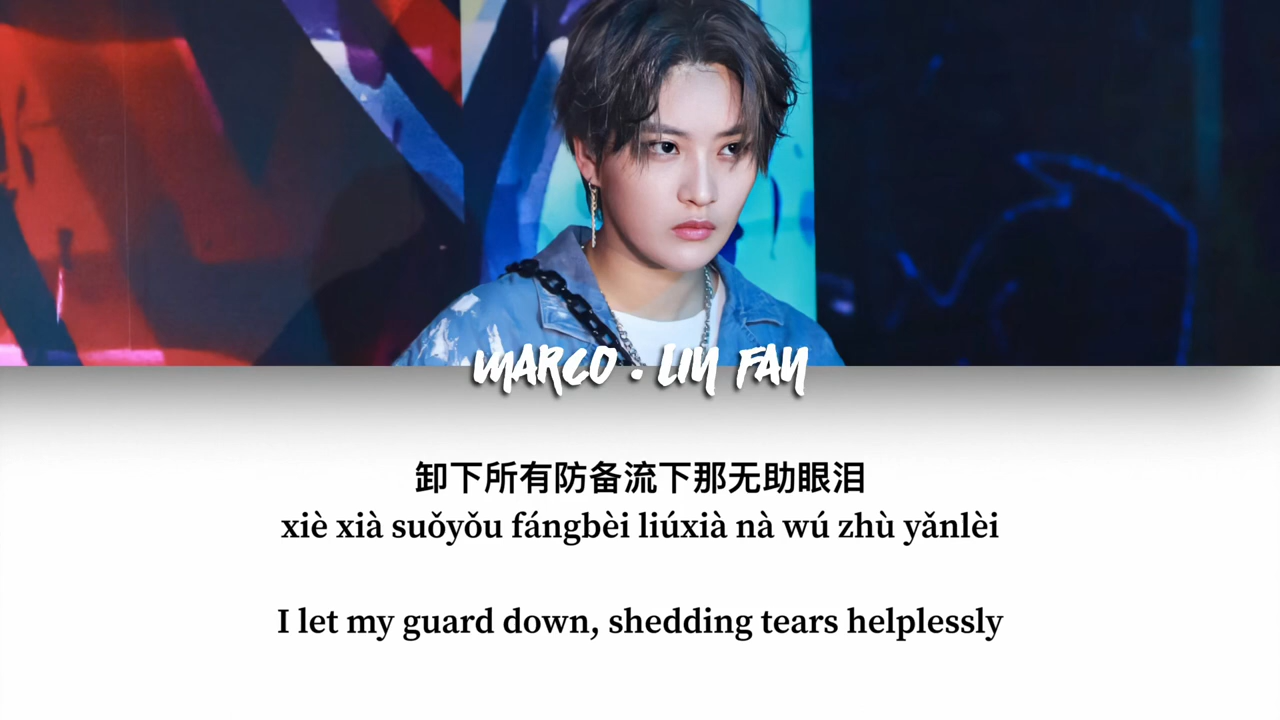 MARCO . LIU FAN
卸下所有防备流下那无助眼泪
xiè xià suǒyǒu fángbèi liúxià nà wú zhù yǎnlèi
I let my guard down, shedding tears helplessly